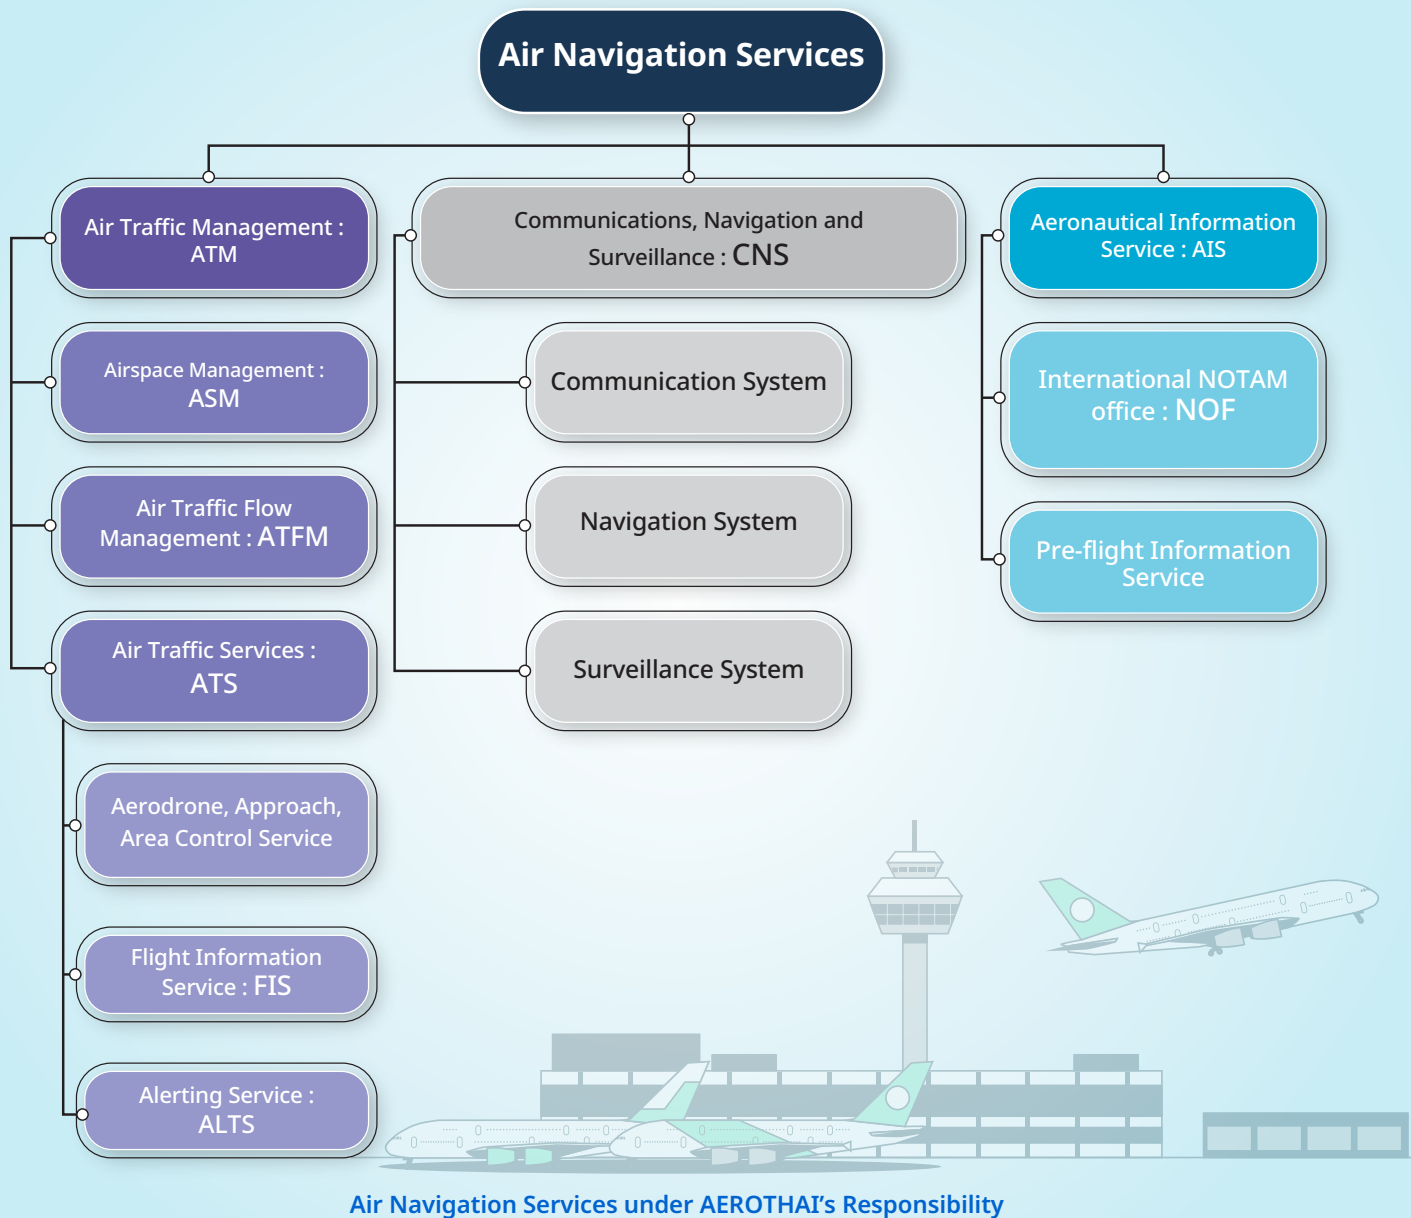 Air Navigation Services
Air Traffic Management :
ATM
Airspace Management :
ASM
Air Traffic Flow
Management : ATFM
Air Traffic Services :
ATS
Aerodrone, Approach,
Area Control Service
Flight Information
Service : FIS
Alerting Service :
ALTS
Communications, Navigation and
Surveillance : CNS
Communication System
Navigation System
Surveillance System
Aeronautical Information
Service : AIS
International NOTAM
office : NOF
Pre-flight Information
Service
Air Navigation Services under AEROTHAI’s Responsibility